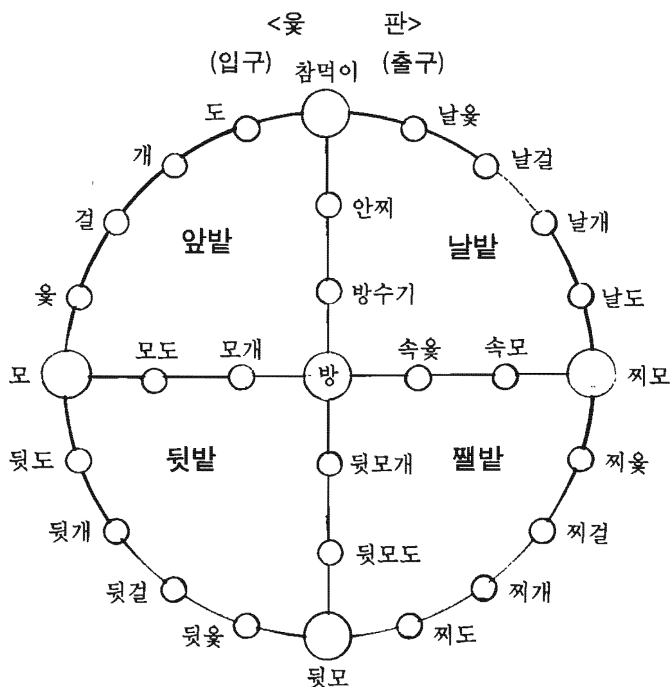 <윷 판>
(입구) 참먹이 (출구)
도 날윷
개 날걸
걸 안찌 날개
앞밭 날밭
윷 방수기 날도
모 모도 모개 방 속윷 속모 찌모
뒷도 뒷밭 뒷모개 쨀밭 찌윷
뒷개 뒷모도 찌걸
뒷걸 찌개
뒷윷 찌도
뒷모